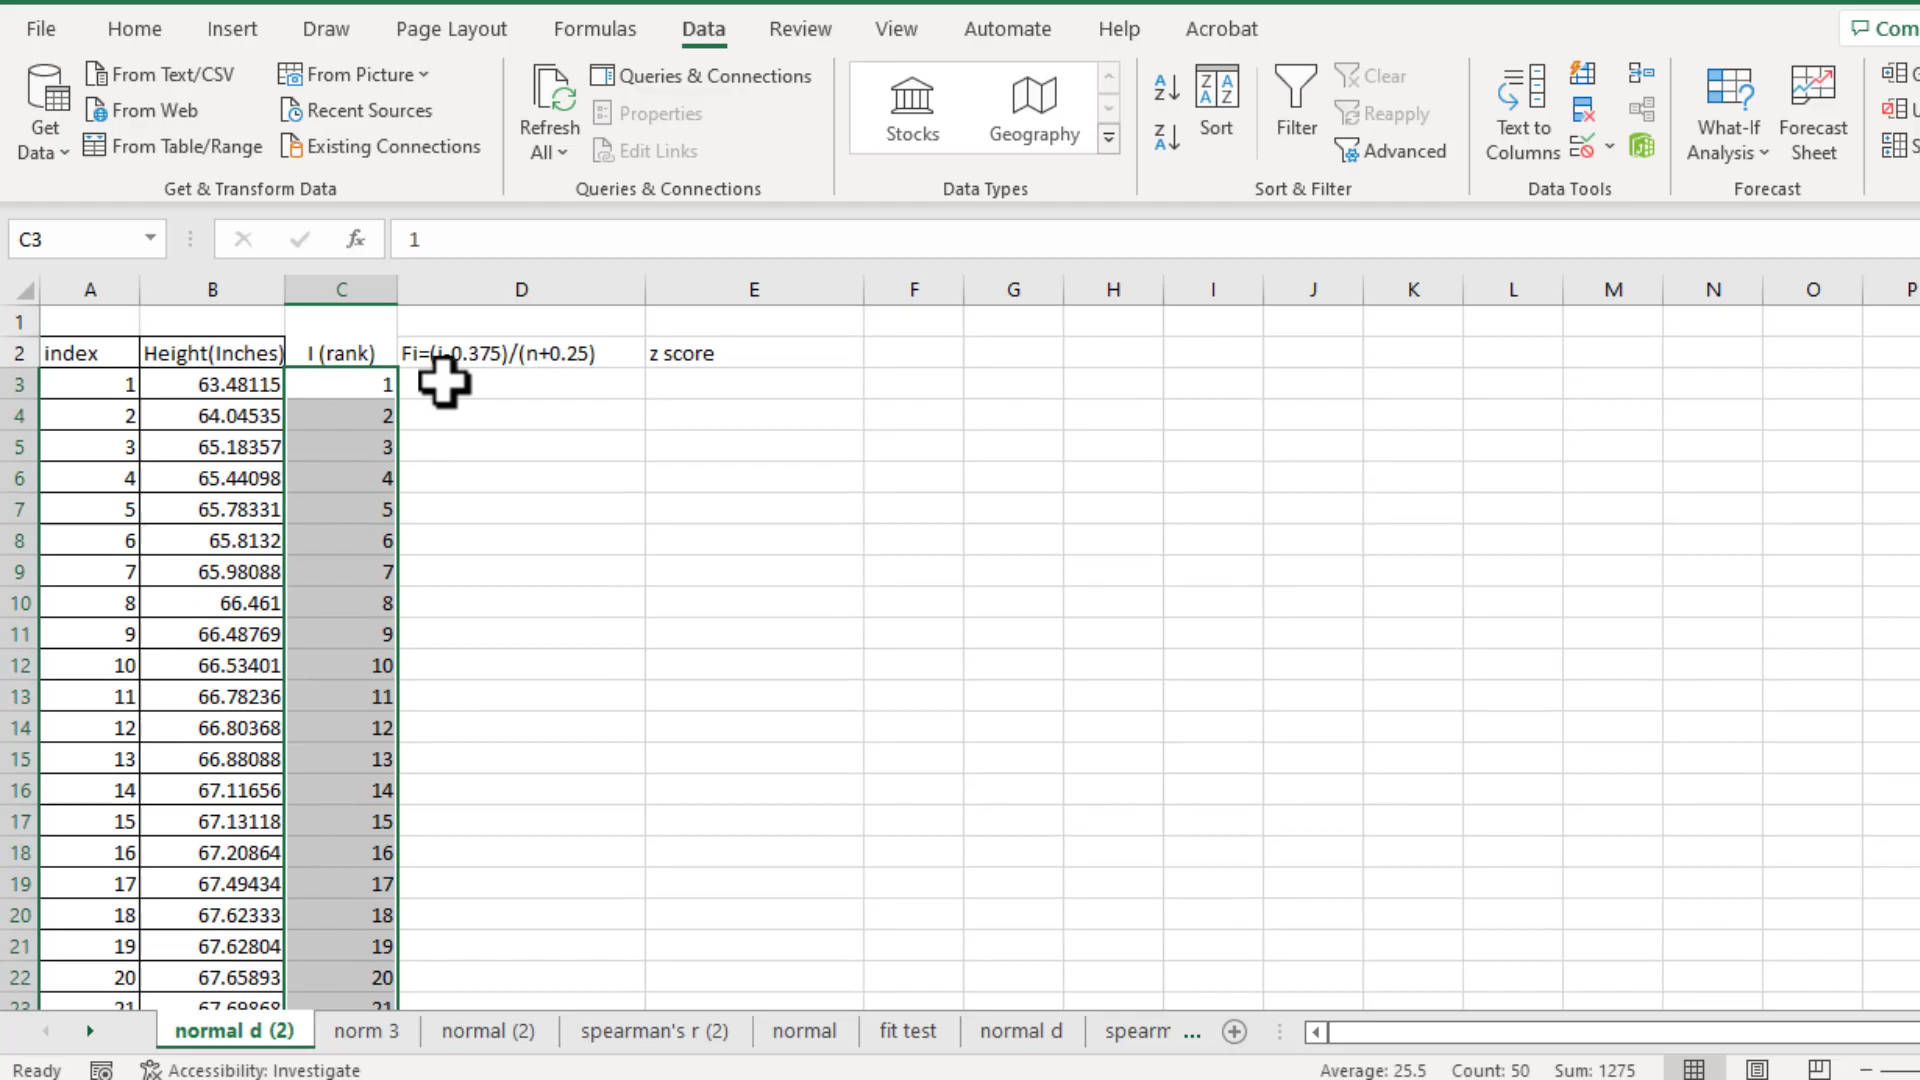 File Home Insert Draw Page Layout Formulas Data Review View Automate Help Acrobat
Get Data
From Text/CSV
From Web
From Table/Range
From Picture
Recent Sources
Existing Connections
Get & Transform Data
Refresh All
Queries & Connections
Properties
Edit Links
Queries & Connections
Stocks
Geography
Data Types
Sort
Filter
Clear
Reapply
Advanced
Sort & Filter
Text to Columns
Data Tools
What-If Analysis
Forecast Sheet
Forecast
C3 fx 1
A B C D E F G H I J K L M N O P
1
2 index Height(Inches) I (rank) Fi=(i-0.375)/(n+0.25) z score
3 1 63.48115 1
4 2 64.04535 2
5 3 65.18357 3
6 4 65.44098 4
7 5 65.78331 5
8 6 65.8132 6
9 7 65.98088 7
10 8 66.461 8
11 9 66.48769 9
12 10 66.53401 10
13 11 66.78236 11
14 12 66.80368 12
15 13 66.88088 13
16 14 67.11656 14
17 15 67.13118 15
18 16 67.20864 16
19 17 67.49434 17
20 18 67.62333 18
21 19 67.62804 19
22 20 67.65893 20
23 21 67.69868 21
normal d (2) norm 3 normal (2) spearman's r (2) normal fit test normal d spearm ...
Ready Accessibility: Investigate Average: 25.5 Count: 50 Sum: 1275